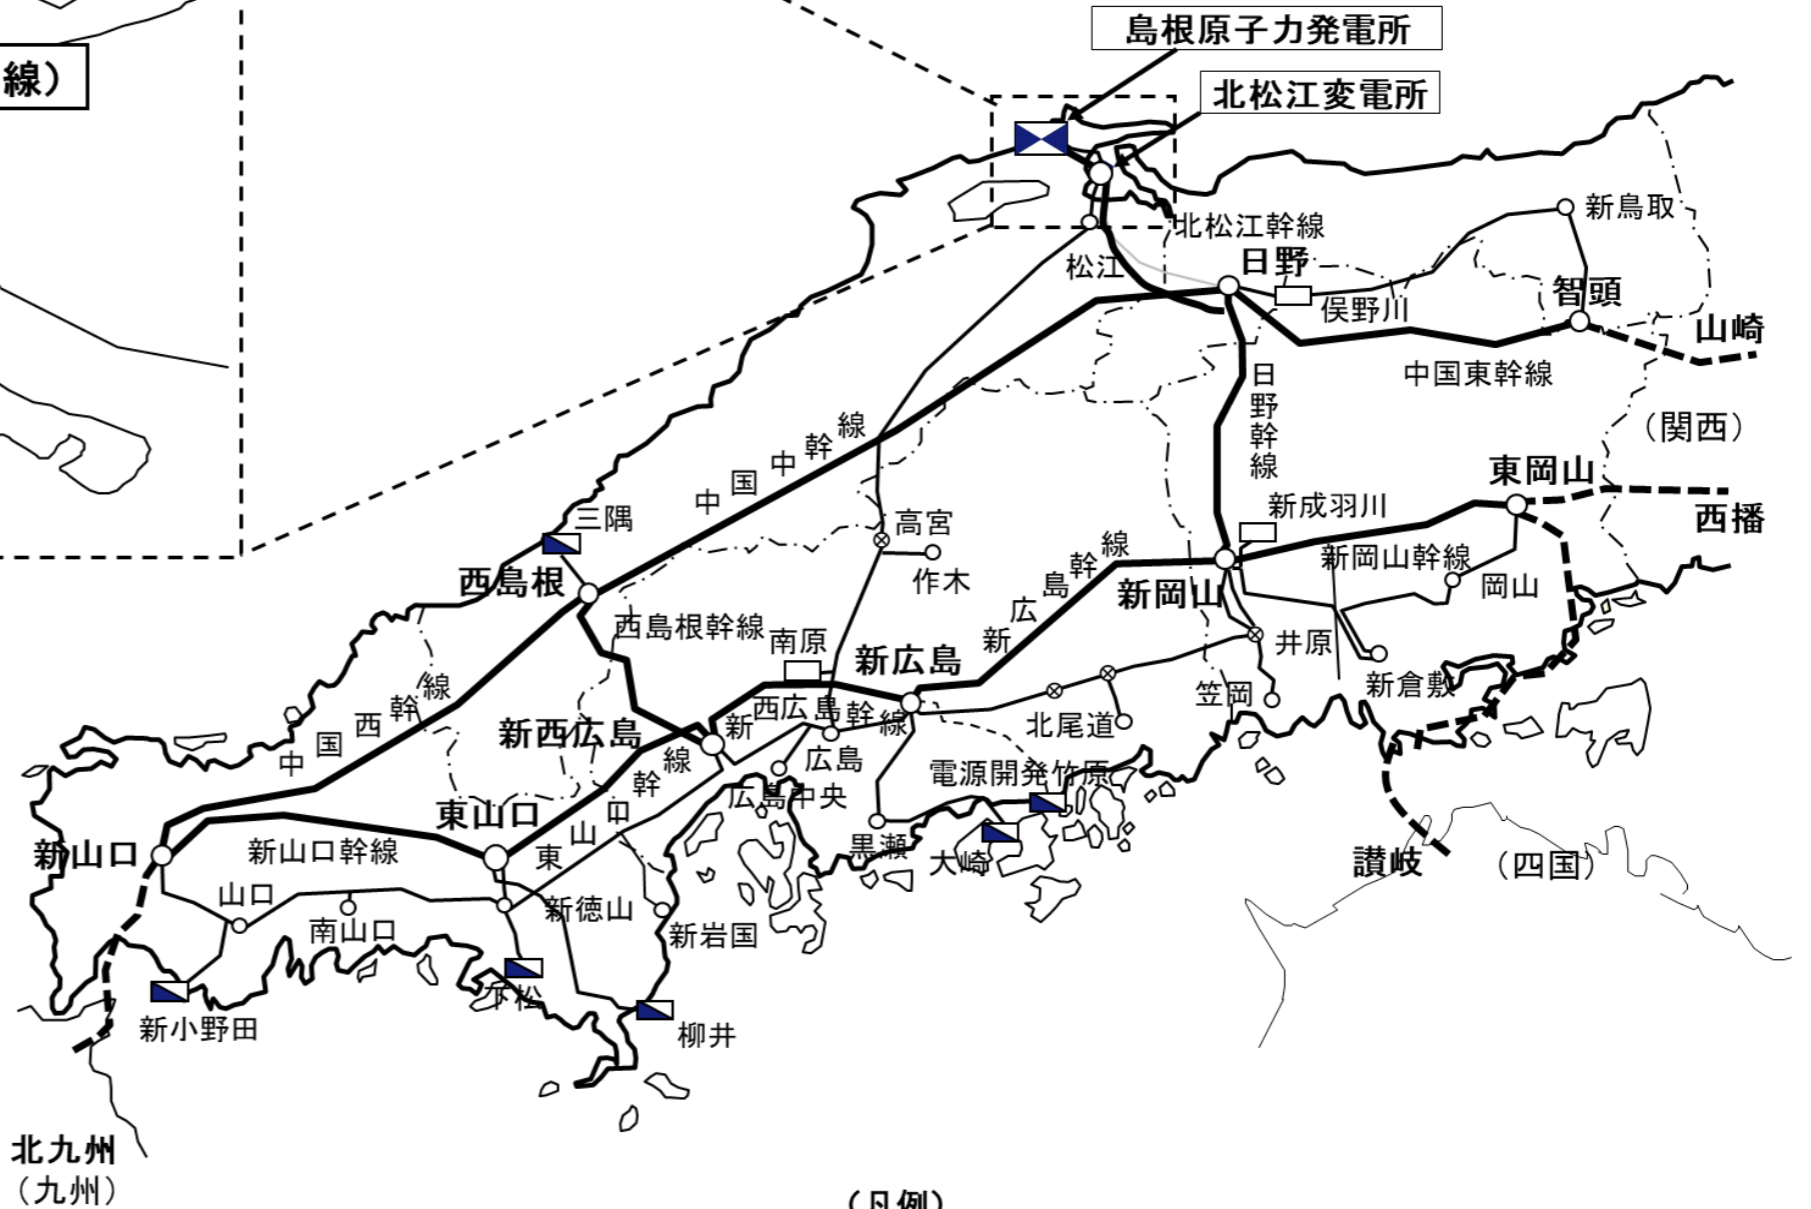 島根原子力発電所
線）
北松江変電所
新鳥取
北松江幹線
日野
松江
智頭
俣野川
山崎
中国東幹線
日野幹線
（関西）
中国中幹線
東岡山
新成羽川
西播
三隅
高宮
新岡山幹線
西島根
作木
新岡山
岡山
新広島幹線
西島根幹線
南原
井原
新広島
新倉敷
笠岡
中国西幹線
新西広島幹線
北尾道
新西広島
広島
電源開発竹原
広島中央
東山口
東山口幹線
新山口
新山口幹線
黒瀬
大崎
讃岐
（四国）
山口
新徳山
南山口
新岩国
下松
新小野田
柳井
北九州
（九州）
（凡例）